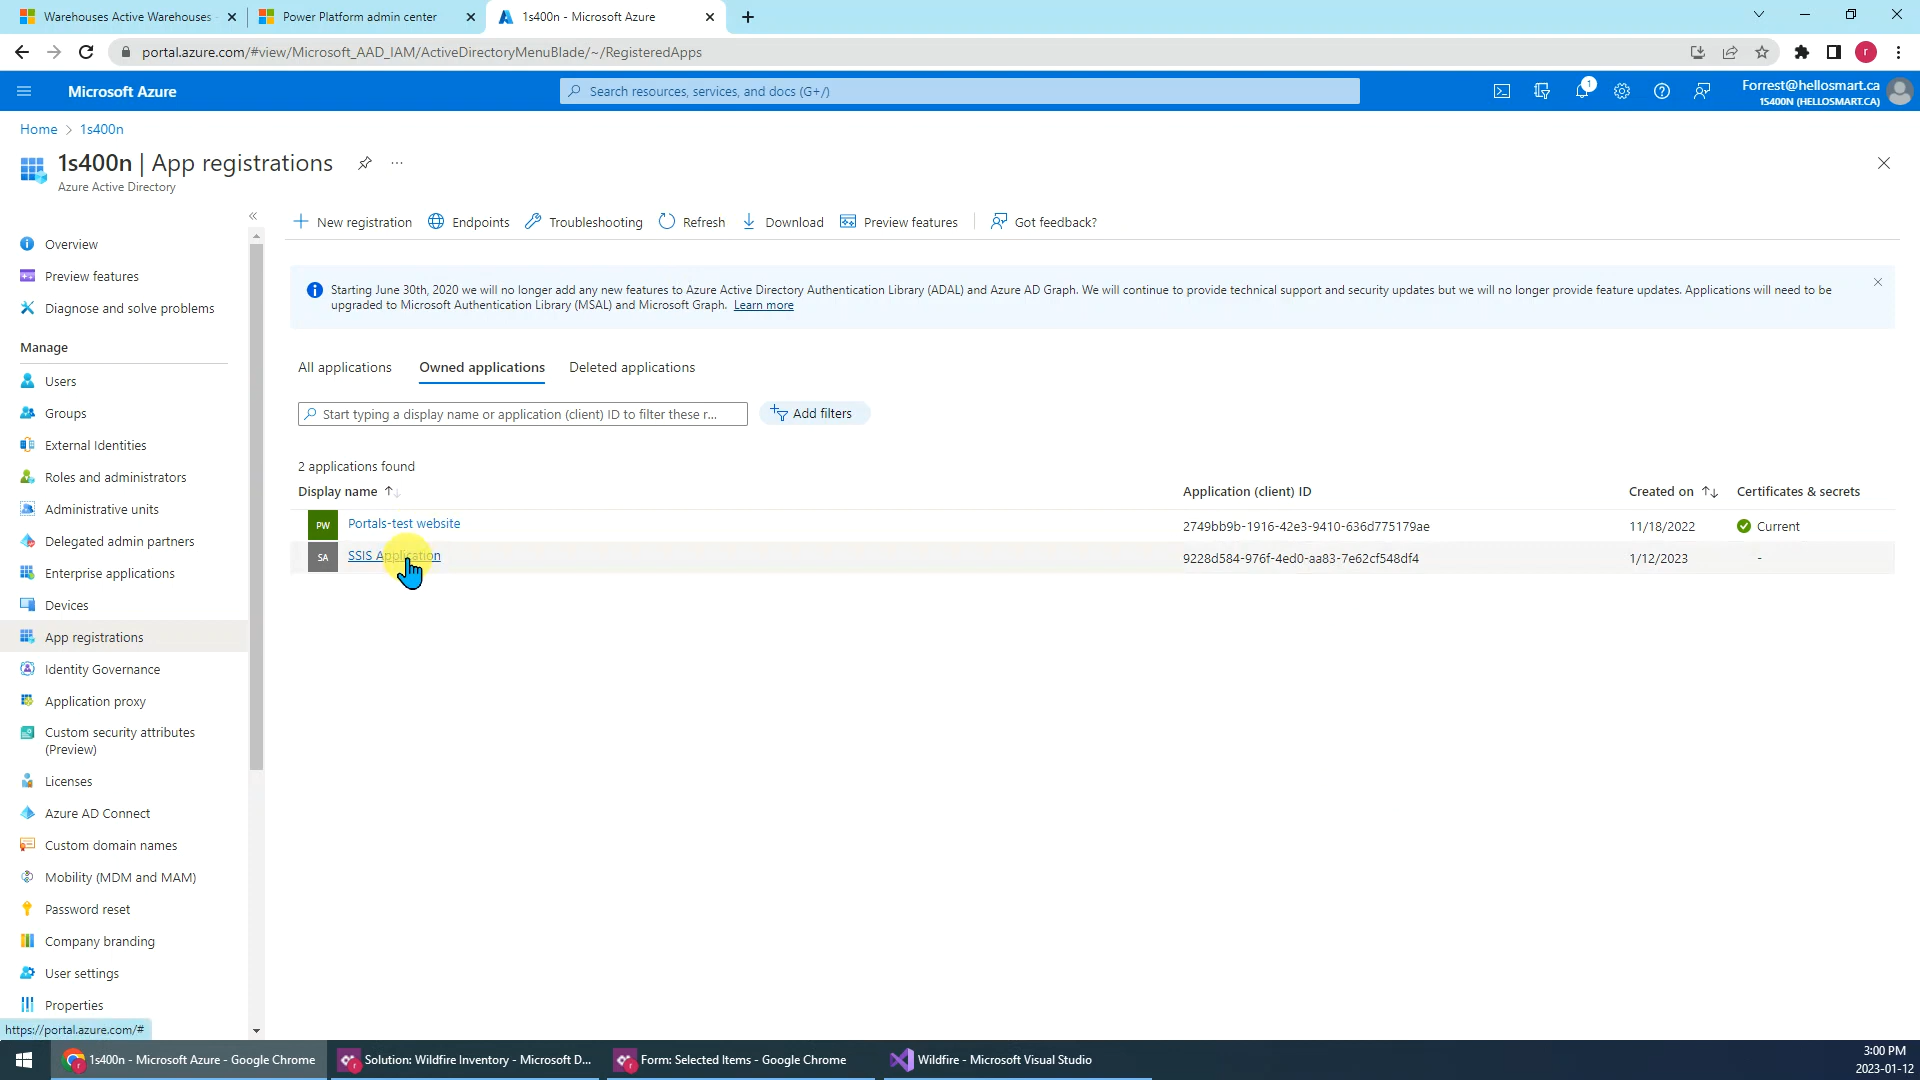 Warehouses Active Warehouses
Power Platform admin center
1s400n - Microsoft Azure
portal.azure.com/#view/Microsoft_AAD_IAM/ActiveDirectoryMenuBlade/~/RegisteredApps
r
Microsoft Azure
Search resources, services, and docs (G+/)
1
Forrest@hellosmart.ca
1S400N (HELLOSMART.CA)
Home > 1s400n
1s400n | App registrations
Azure Active Directory
New registration
Endpoints
Troubleshooting
Refresh
Download
Preview features
Got feedback?
Overview
Preview features
Diagnose and solve problems
Manage
Users
Groups
External Identities
Roles and administrators
Administrative units
Delegated admin partners
Enterprise applications
Devices
App registrations
Identity Governance
Application proxy
Custom security attributes
(Preview)
Licenses
Azure AD Connect
Custom domain names
Mobility (MDM and MAM)
Password reset
Company branding
User settings
Properties
Starting June 30th, 2020 we will no longer add any new features to Azure Active Directory Authentication Library (ADAL) and Azure AD Graph. We will continue to provide technical support and security updates but we will no longer provide feature updates. Applications will need to be
upgraded to Microsoft Authentication Library (MSAL) and Microsoft Graph. Learn more
All applications
Owned applications
Deleted applications
Start typing a display name or application (client) ID to filter these r...
Add filters
2 applications found
Display name
Application (client) ID
Created on
Certificates & secrets
PW Portals-test website 2749bb9b-1916-42e3-9410-636d775179ae 11/18/2022 Current
SA SSIS Application 9228d584-976f-4ed0-aa83-7e62cf548df4 1/12/2023 -
https://portal.azure.com/#
1s400n - Microsoft Azure - Google Chrome
Solution: Wildfire Inventory - Microsoft D...
Form: Selected Items - Google Chrome
Wildfire - Microsoft Visual Studio
3:00 PM
2023-01-12